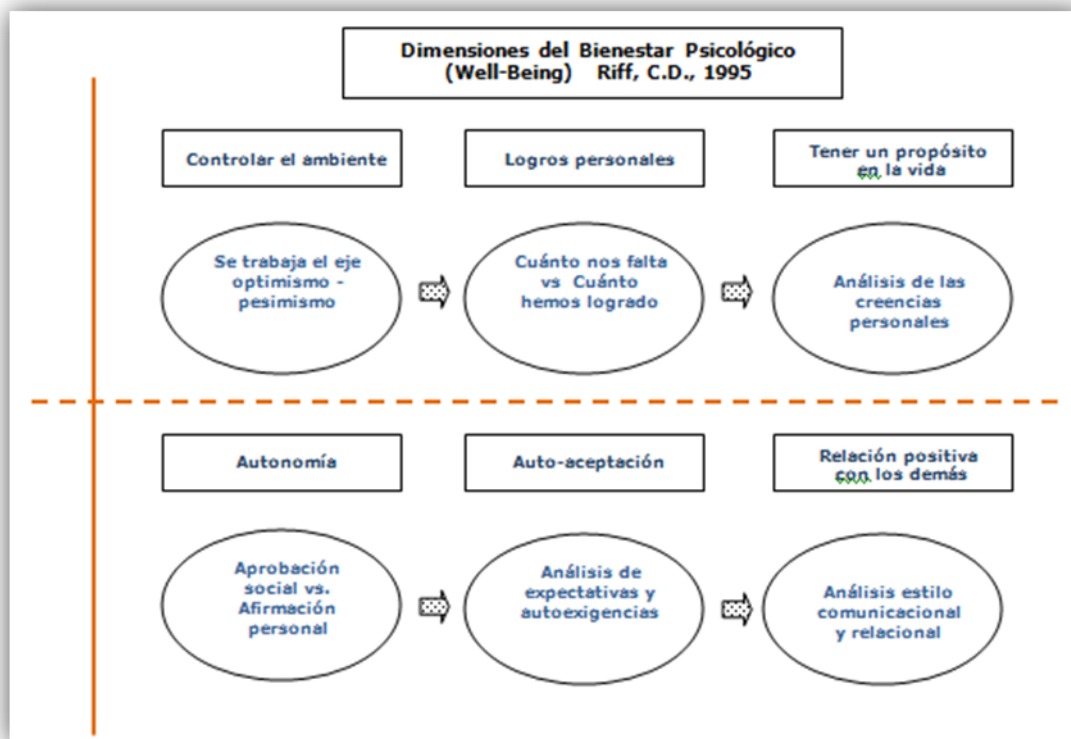 Dimensiones del Bienestar Psicológico
(Well-Being) Riff, C.D., 1995
Controlar el ambiente
Logros personales
Tener un propósito
en la vida
Se trabaja el eje
optimismo -
pesimismo
Cuánto nos falta
vs Cuánto
hemos logrado
Análisis de las
creencias
personales
Autonomía
Auto-aceptación
Relación positiva
con los demás
Aprobación
social vs.
Afirmación
personal
Análisis de
expectativas y
autoexigencias
Análisis estilo
comunicacional
y relacional